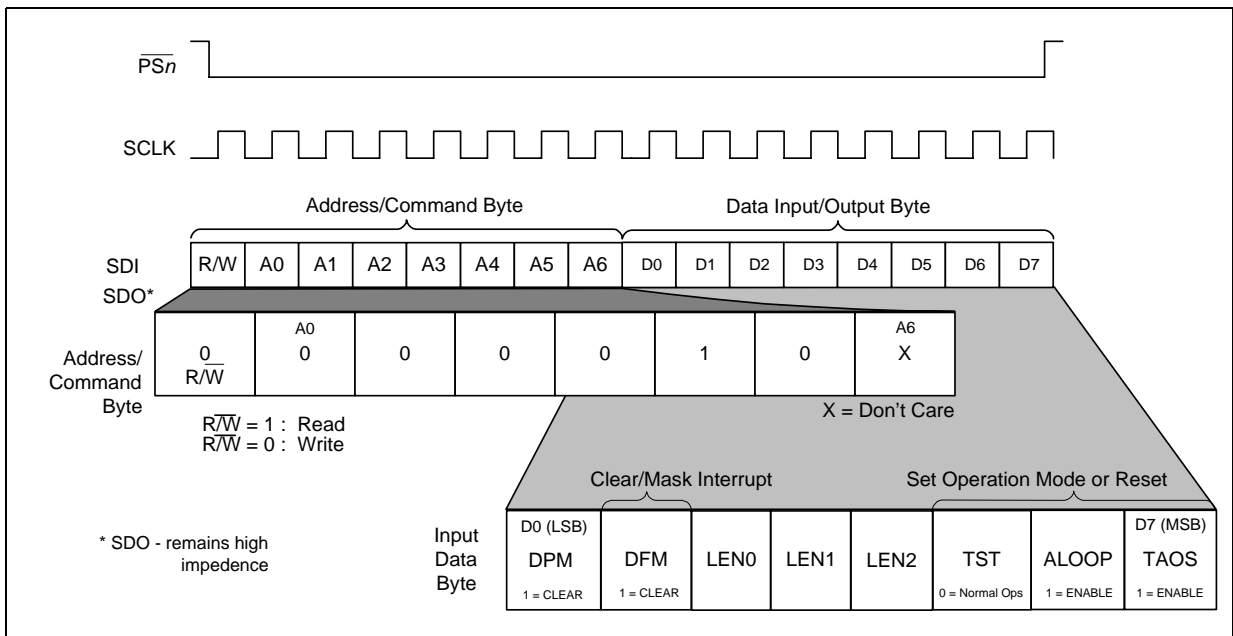 PSn
SCLK
Address/Command Byte Data Input/Output Byte
SDI R/W A0 A1 A2 A3 A4 A5 A6 D0 D1 D2 D3 D4 D5 D6 D7
SDO*
A0 A6
Address/ 0 0 0 0 0 1 0 X
Command R/W
Byte X = Don't Care
R/W = 1 : Read
R/W = 0 : Write
Clear/Mask Interrupt Set Operation Mode or Reset
* SDO - remains high
impedence
Input D0 (LSB) D7 (MSB)
Data DPM DFM LEN0 LEN1 LEN2 TST ALOOP TAOS
Byte 1 = CLEAR 1 = CLEAR 0 = Normal Ops 1 = ENABLE 1 = ENABLE